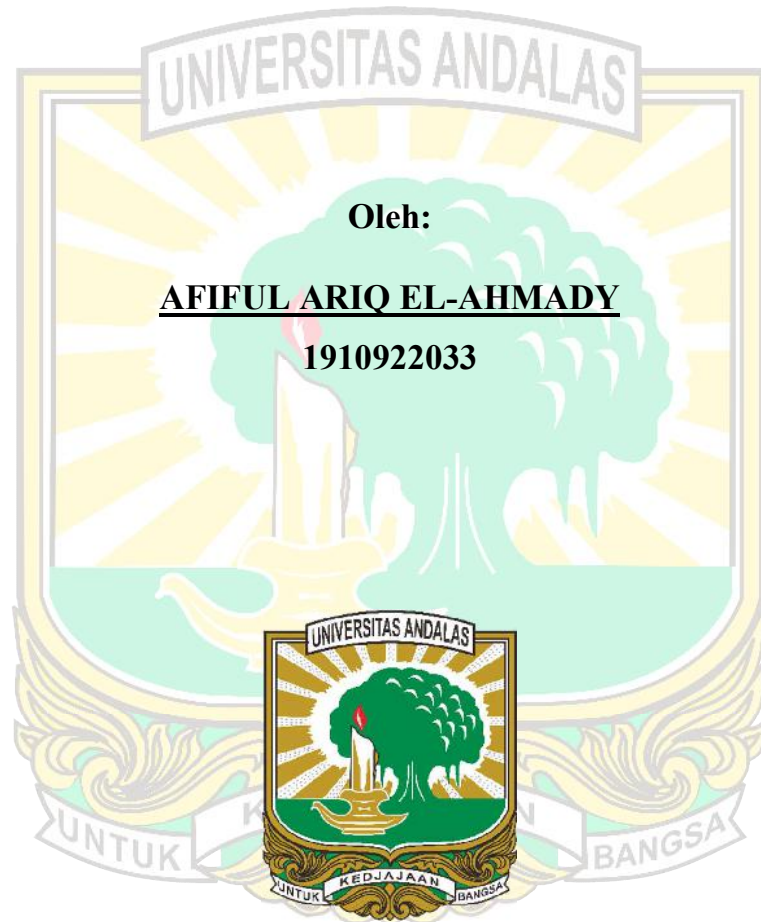 UNIVERSITAS ANDALAS
Oleh:
AFIFUL ARIQ EL-AHMADY
1910922033
UNIVERSITAS ANDALAS
UNTUK KEDJAJAAN BANGSA
UNTUK BANGSA